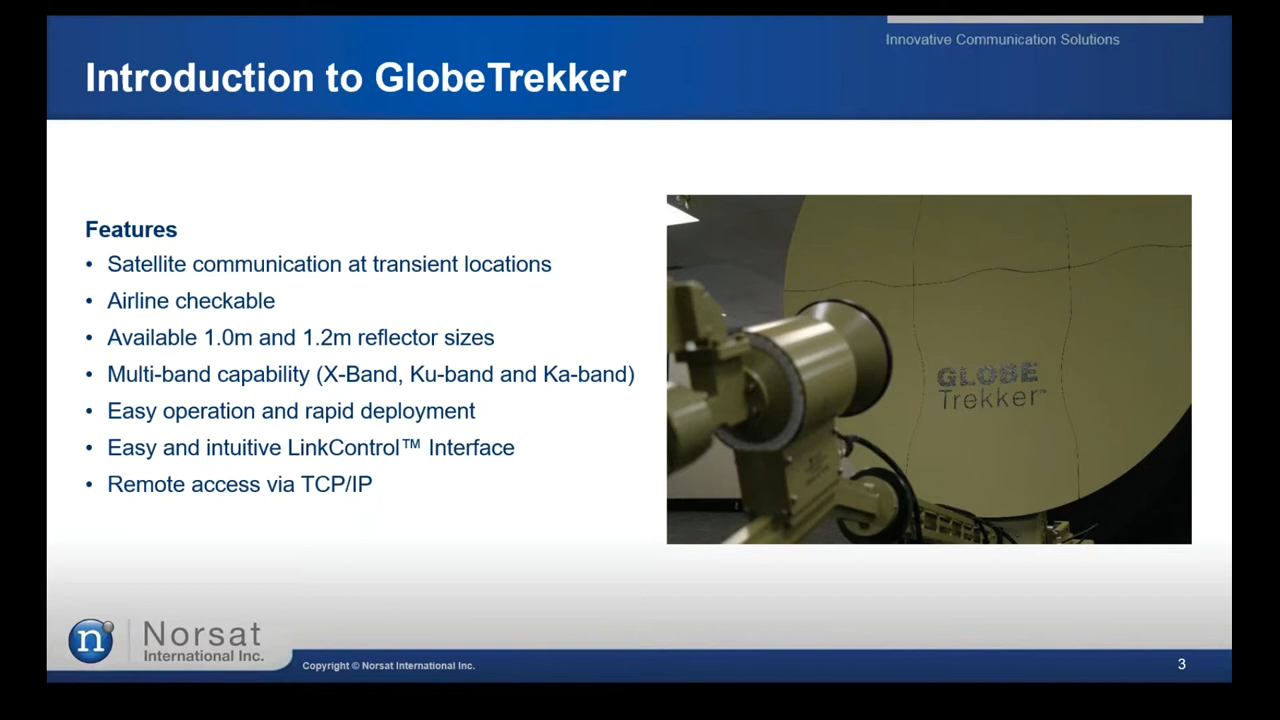 Innovative Communication Solutions
Introduction to GlobeTrekker
Features
• Satellite communication at transient locations
• Airline checkable
• Available 1.0m and 1.2m reflector sizes
• Multi-band capability (X-Band, Ku-band and Ka-band)
• Easy operation and rapid deployment
• Easy and intuitive LinkControl™ Interface
• Remote access via TCP/IP
GLOBE
Trekker™
n
Norsat
International Inc.
Copyright © Norsat International Inc.
3